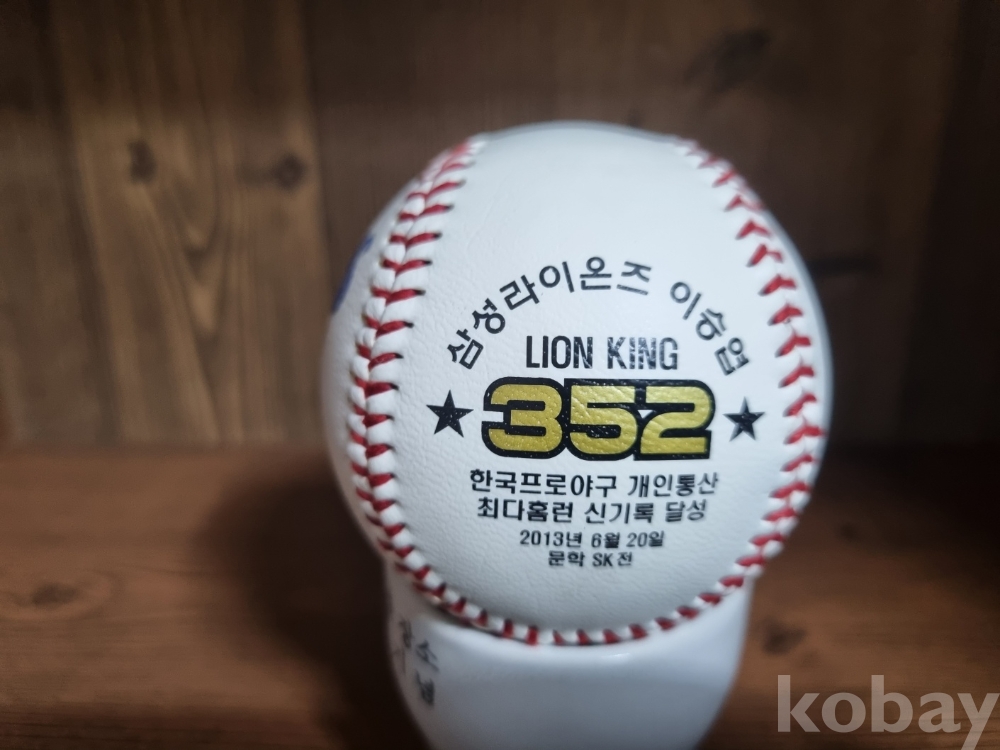 삼성라이온즈 이승엽
LION KING
★ 352 ★
한국프로야구 개인통산
최다홈런 신기록 달성
2013년 6월 20일
문학 SK전
kobay